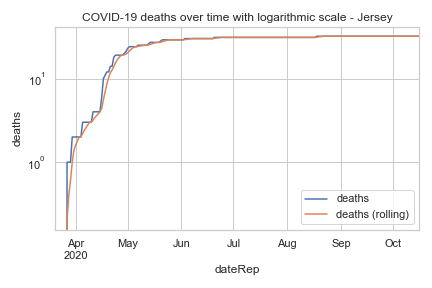 COVID-19 deaths over time with logarithmic scale - Jersey
deaths
10¹
10⁰
deaths
deaths (rolling)
Apr May Jun Jul Aug Sep Oct
2020
dateRep